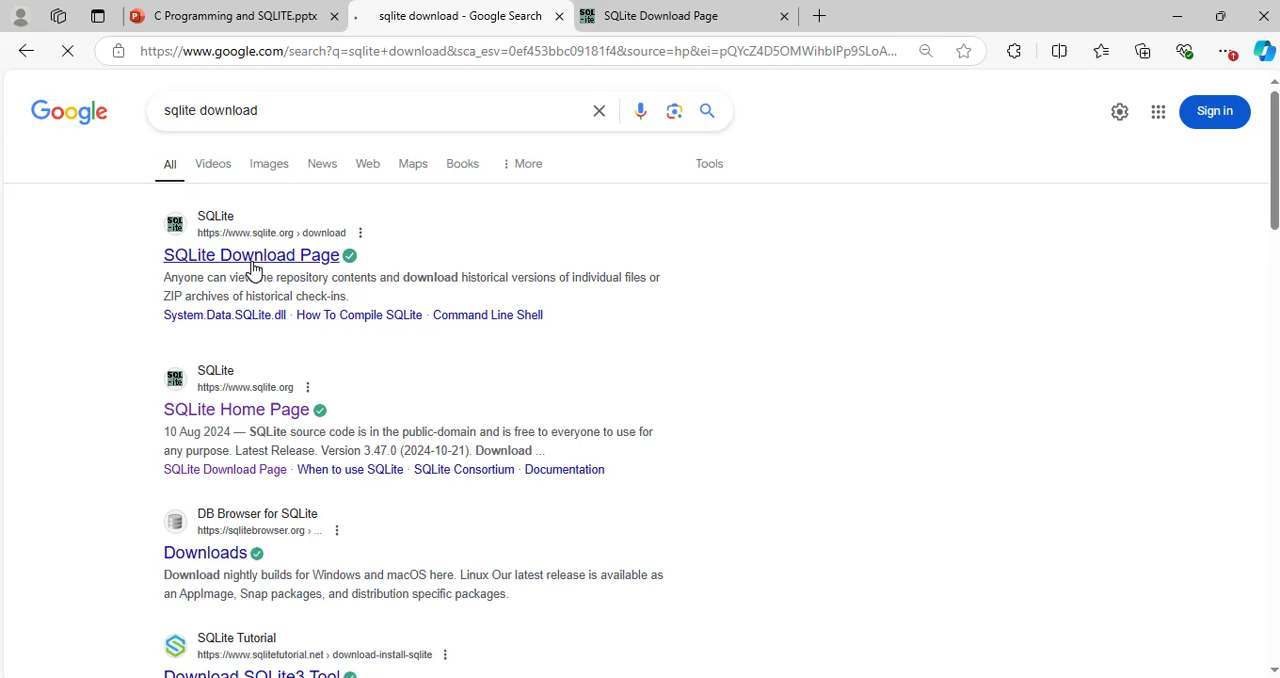 C Programming and SQLITE.pptx
sqlite download - Google Search
SQLite Download Page
https://www.google.com/search?q=sqlite+download&sca_esv=0ef453bbc09181f4&source=hp&ei=pQYcZ4D5OMWihbIPp9SLoA...
Google
sqlite download
Sign in
All Videos Images News Web Maps Books More Tools
SQLite
https://www.sqlite.org › download
SQLite Download Page
Anyone can view the repository contents and download historical versions of individual files or
ZIP archives of historical check-ins.
System.Data.SQLite.dll · How To Compile SQLite · Command Line Shell
SQLite
https://www.sqlite.org
SQLite Home Page
10 Aug 2024 — SQLite source code is in the public-domain and is free to everyone to use for
any purpose. Latest Release. Version 3.47.0 (2024-10-21). Download ...
SQLite Download Page · When to use SQLite · SQLite Consortium · Documentation
DB Browser for SQLite
https://sqlitebrowser.org › ...
Downloads
Download nightly builds for Windows and macOS here. Linux Our latest release is available as
an AppImage, Snap packages, and distribution specific packages.
SQLite Tutorial
https://www.sqlitetutorial.net › download-install-sqlite
Download SQLite3 Tool